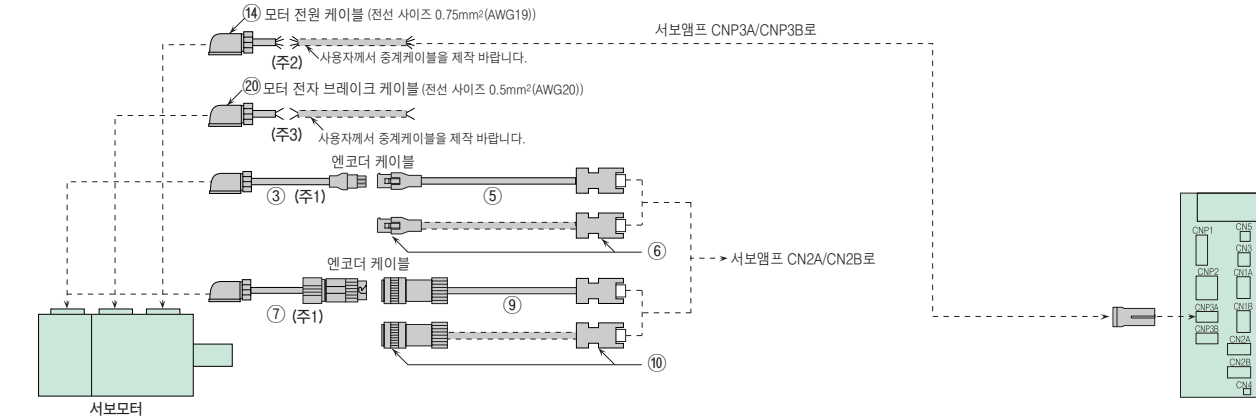 ⑭ 모터 전원 케이블 (전선 사이즈 0.75mm²(AWG19))
서보앰프 CNP3A/CNP3B로
(주2)
사용자께서 중계케이블을 제작 바랍니다.
⑳ 모터 전자 브레이크 케이블 (전선 사이즈 0.5mm²(AWG20))
(주3)
사용자께서 중계케이블을 제작 바랍니다.
엔코더 케이블
③ (주1)
⑤
⑥
서보앰프 CN2A/CN2B로
엔코더 케이블
⑦ (주1)
⑨
⑩
서보모터
CNP1
CN5
CN3
CNP2
CN1A
CNP3A
CN1B
CNP3B
CN2A
CN2B
CN4